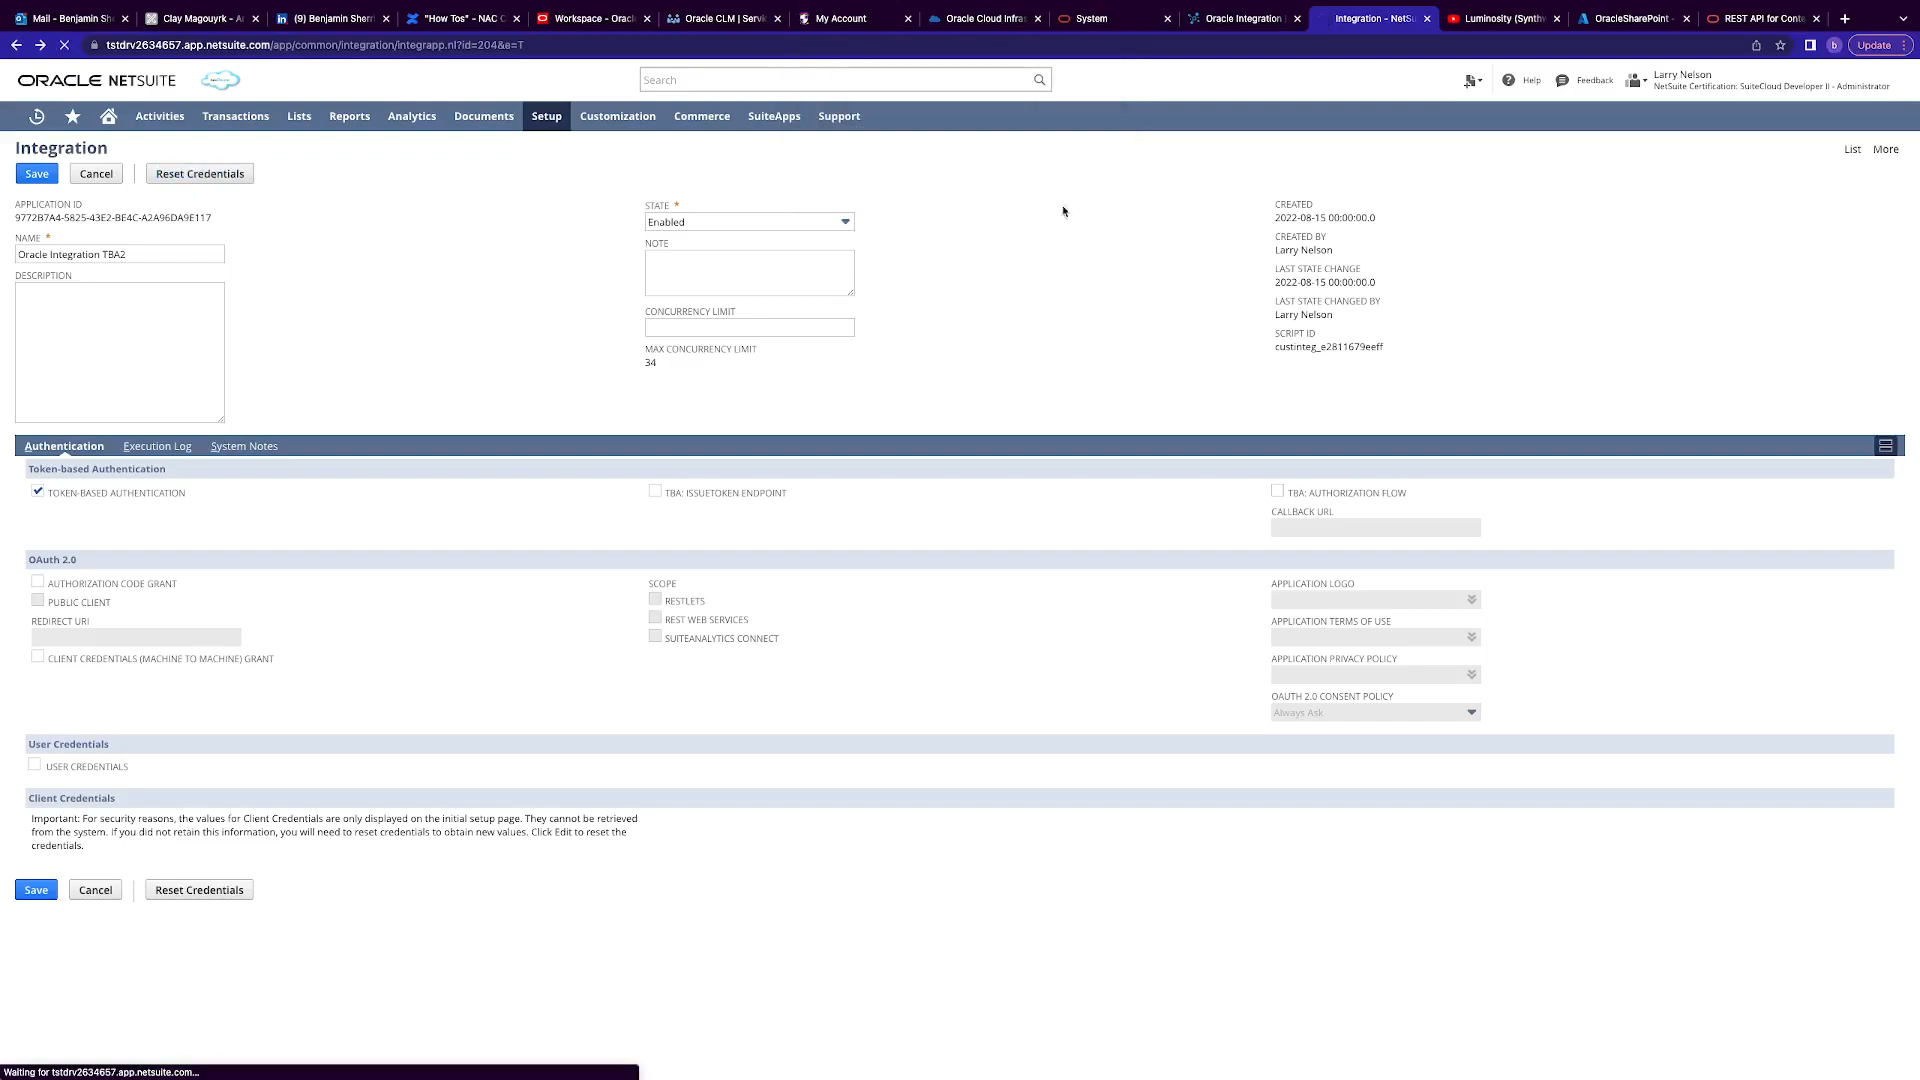 Mail - Benjamin She
Clay Magouyrk - A
(9) Benjamin Sherri
"How Tos" - NAC C
Workspace - Oracl
Oracle CLM | Servi
My Account
Oracle Cloud Infras
System
Oracle Integration
Integration - NetSu
Luminosity (Synthw
OracleSharePoint -
REST API for Conte
tstdrv2634657.app.netsuite.com/app/common/integration/integrapp.nl?id=204&e=T
b
Update
ORACLE NETSUITE
Search
Help
Feedback
Larry Nelson
NetSuite Certification: SuiteCloud Developer II - Administrator
Activities
Transactions
Lists
Reports
Analytics
Documents
Setup
Customization
Commerce
SuiteApps
Support
Integration
List
More
Save
Cancel
Reset Credentials
APPLICATION ID
9772B7A4-5825-43E2-BE4C-A2A96DA9E117
NAME *
Oracle Integration TBA2
DESCRIPTION
STATE *
Enabled
NOTE
CONCURRENCY LIMIT
MAX CONCURRENCY LIMIT
34
CREATED
2022-08-15 00:00:00.0
CREATED BY
Larry Nelson
LAST STATE CHANGE
2022-08-15 00:00:00.0
LAST STATE CHANGED BY
Larry Nelson
SCRIPT ID
custinteg_e2811679eeff
Authentication
Execution Log
System Notes
Token-based Authentication
TOKEN-BASED AUTHENTICATION
TBA: ISSUETOKEN ENDPOINT
TBA: AUTHORIZATION FLOW
CALLBACK URL
OAuth 2.0
AUTHORIZATION CODE GRANT
PUBLIC CLIENT
REDIRECT URI
CLIENT CREDENTIALS (MACHINE TO MACHINE) GRANT
SCOPE
RESTLETS
REST WEB SERVICES
SUITEANALYTICS CONNECT
APPLICATION LOGO
APPLICATION TERMS OF USE
APPLICATION PRIVACY POLICY
OAUTH 2.0 CONSENT POLICY
Always Ask
User Credentials
USER CREDENTIALS
Client Credentials
Important: For security reasons, the values for Client Credentials are only displayed on the initial setup page. They cannot be retrieved
from the system. If you did not retain this information, you will need to reset credentials to obtain new values. Click Edit to reset the
credentials.
Save
Cancel
Reset Credentials
Waiting for tstdrv2634657.app.netsuite.com...